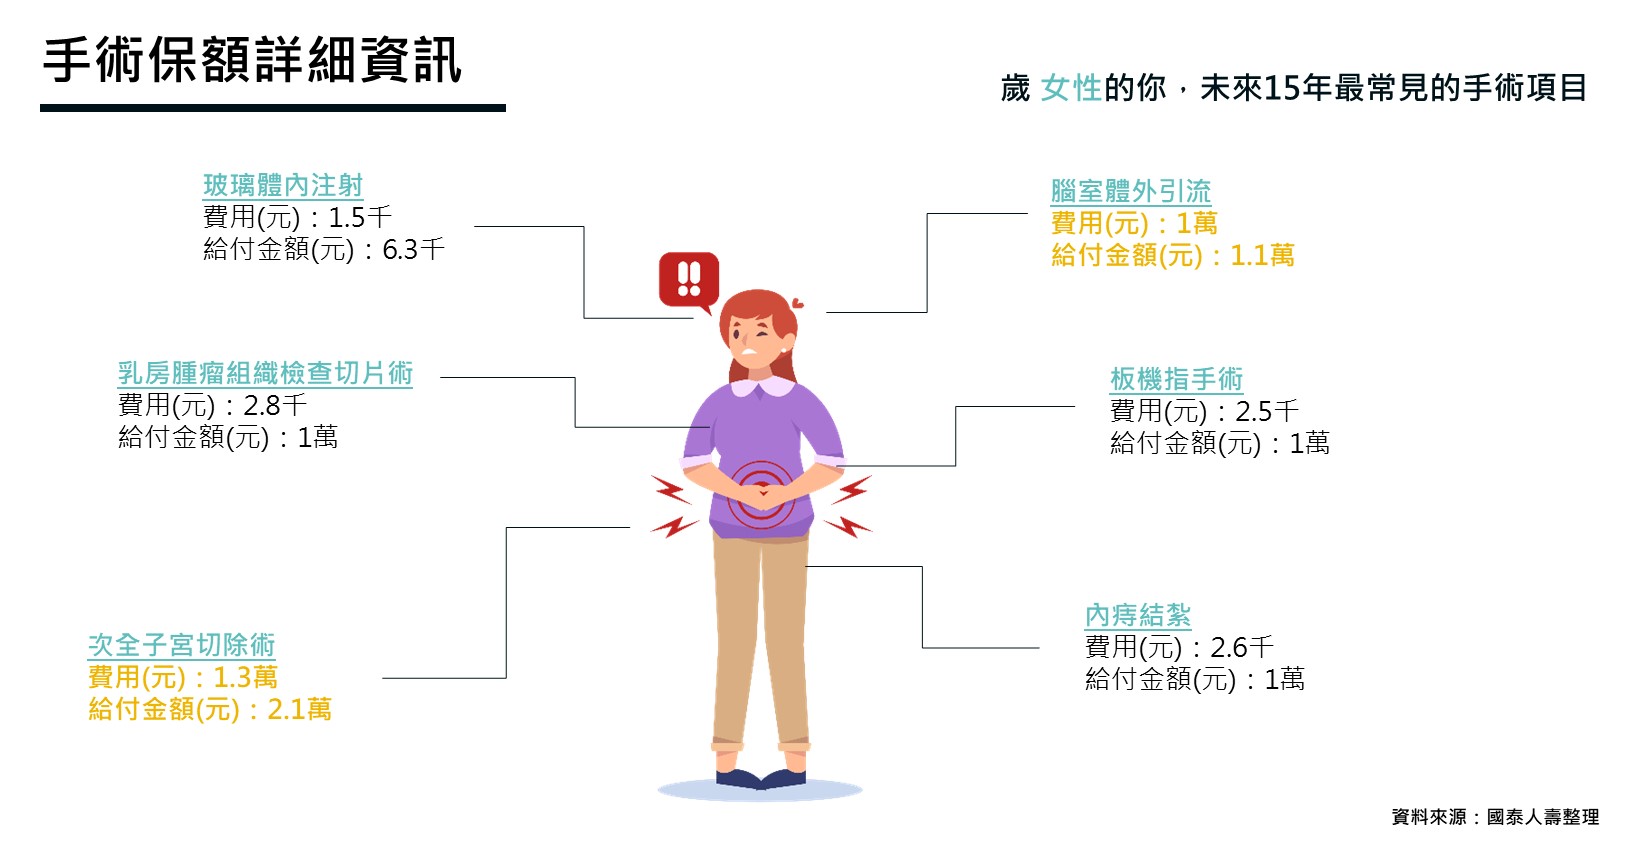 手術保額詳細資訊
歲 女性的你，未來15年最常見的手術項目
玻璃體內注射
費用(元)：1.5千
給付金額(元)：6.3千
腦室體外引流
費用(元)：1萬
給付金額(元)：1.1萬
乳房腫瘤組織檢查切片術
費用(元)：2.8千
給付金額(元)：1萬
板機指手術
費用(元)：2.5千
給付金額(元)：1萬
次全子宮切除術
費用(元)：1.3萬
給付金額(元)：2.1萬
內痔結紮
費用(元)：2.6千
給付金額(元)：1萬
資料來源：國泰人壽整理